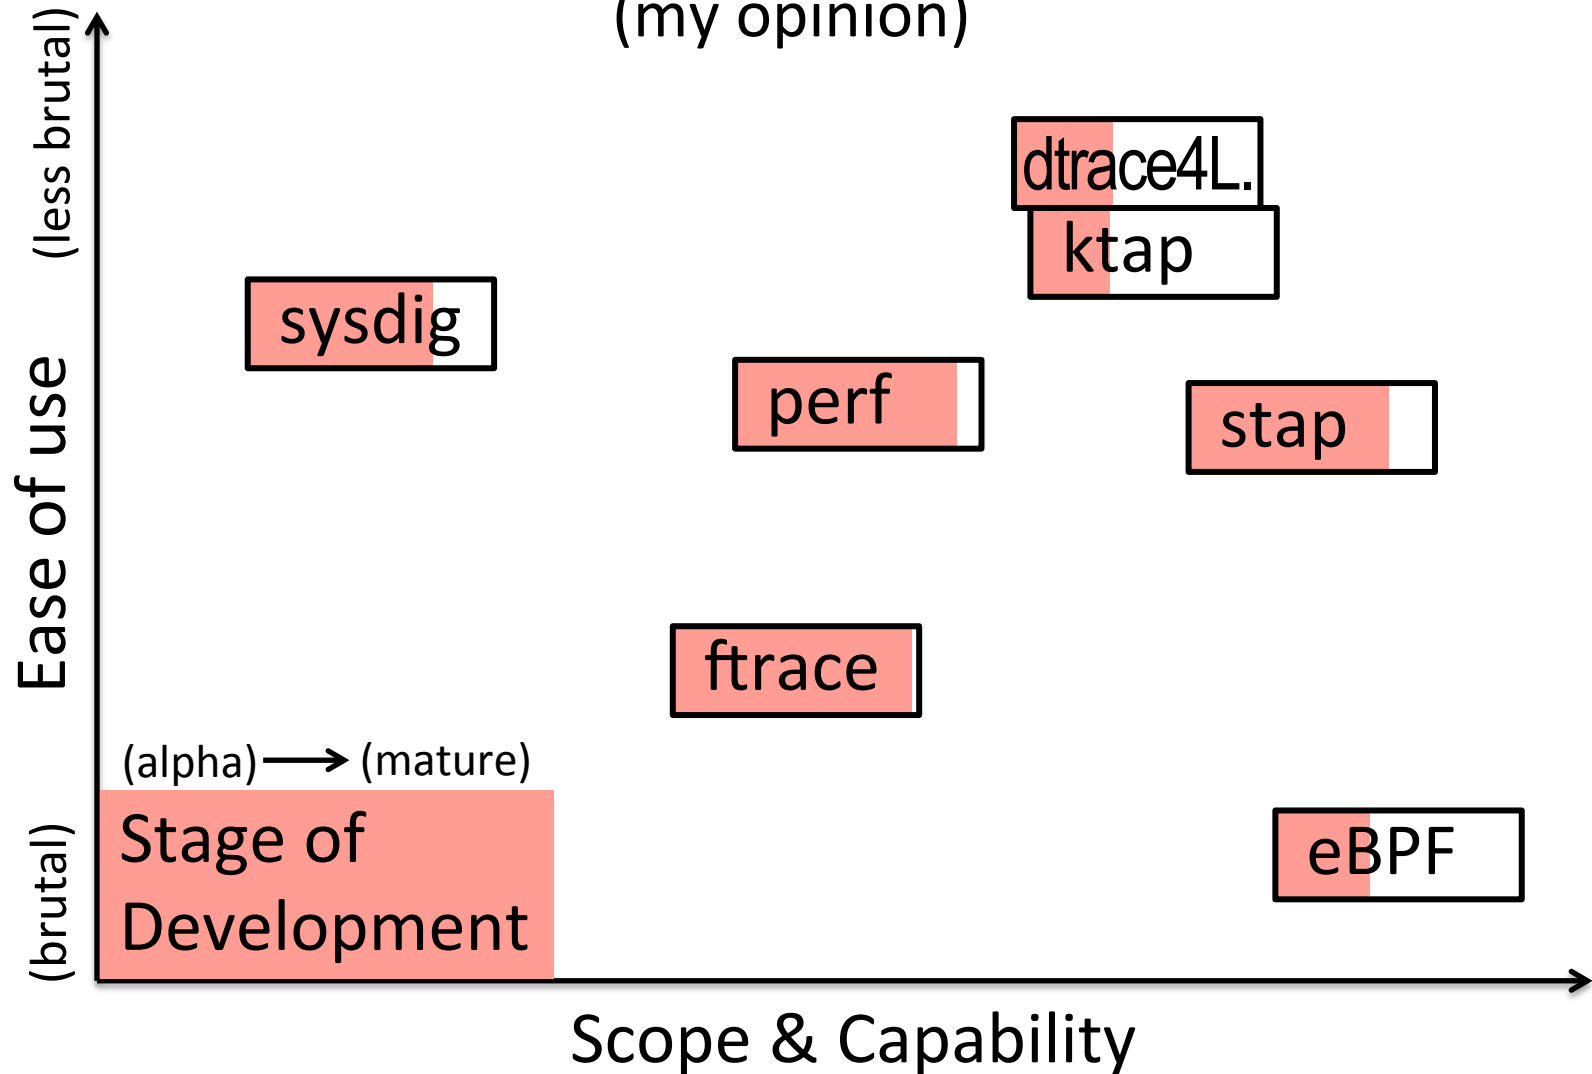 (my opinion)
(less brutal)
dtrace4L.
ktap
sysdig
perf
stap
Ease of use
ftrace
(alpha) (mature)
Stage of
Development
eBPF
(brutal)
Scope & Capability